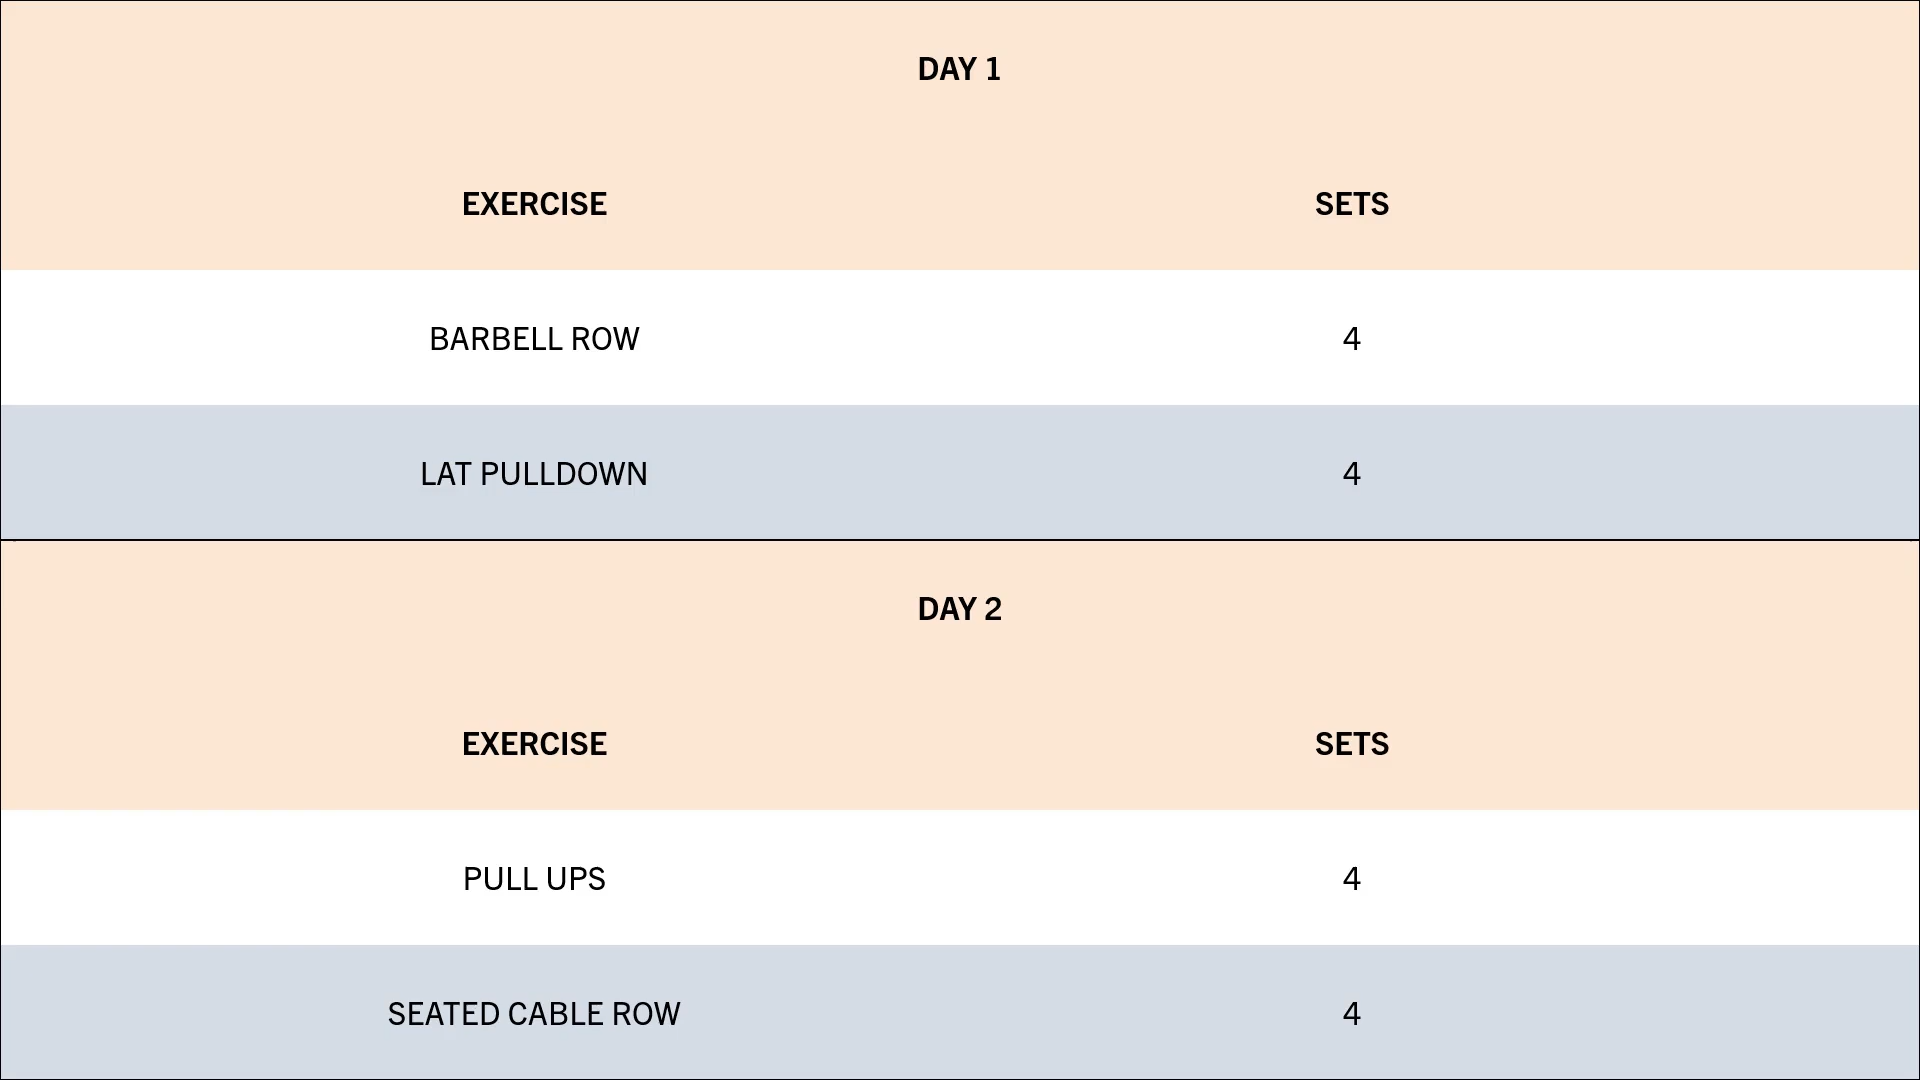 DAY 1
EXERCISE SETS
BARBELL ROW 4
LAT PULLDOWN 4
DAY 2
EXERCISE SETS
PULL UPS 4
SEATED CABLE ROW 4